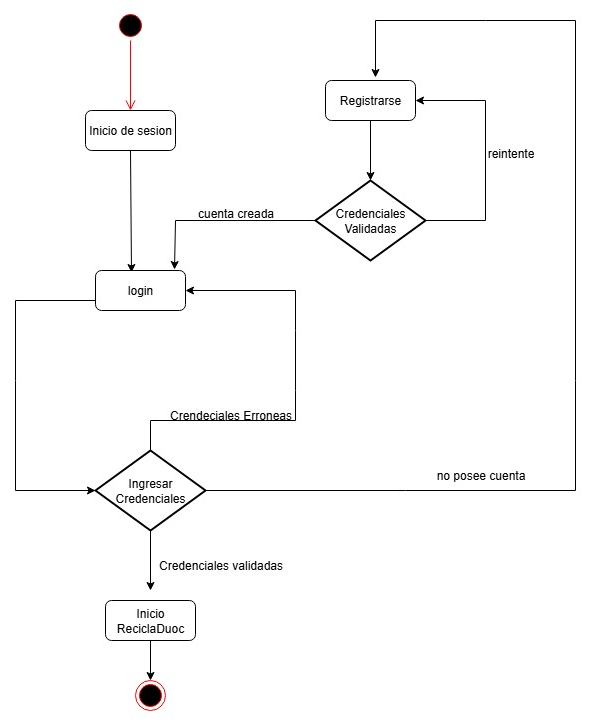 Registrarse
Inicio de sesion
reintente
cuenta creada
Credenciales
Validadas
login
Crendeciales Erroneas
no posee cuenta
Ingresar
Credenciales
Credenciales validadas
Inicio
ReciclaDuoc